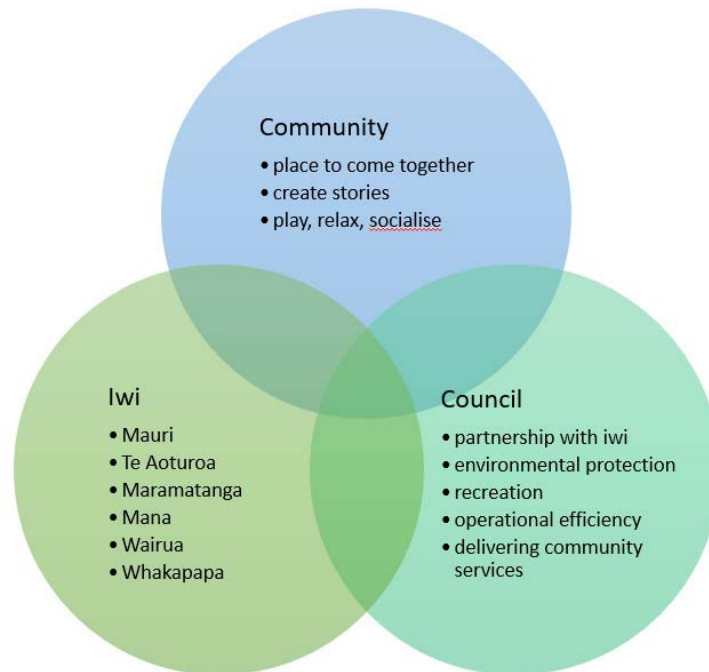 Community
• place to come together
• create stories
• play, relax, socialise
Iwi
• Mauri
• Te Aoturoa
• Maramatanga
• Mana
• Wairua
• Whakapapa
Council
• partnership with iwi
• environmental protection
• recreation
• operational efficiency
• delivering community
services